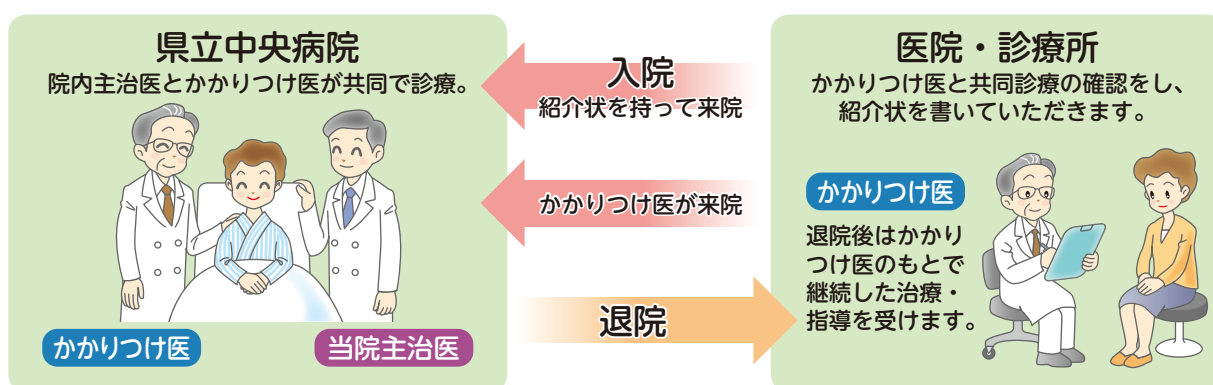 県立中央病院
院内主治医とかかりつけ医が共同で診療。
かかりつけ医
当院主治医
入院
紹介状を持って来院
かかりつけ医が来院
退院
医院・診療所
かかりつけ医と共同診療の確認をし、
紹介状を書いていただきます。
かかりつけ医
退院後はかかり
つけ医のもとで
継続した治療・
指導を受けます。